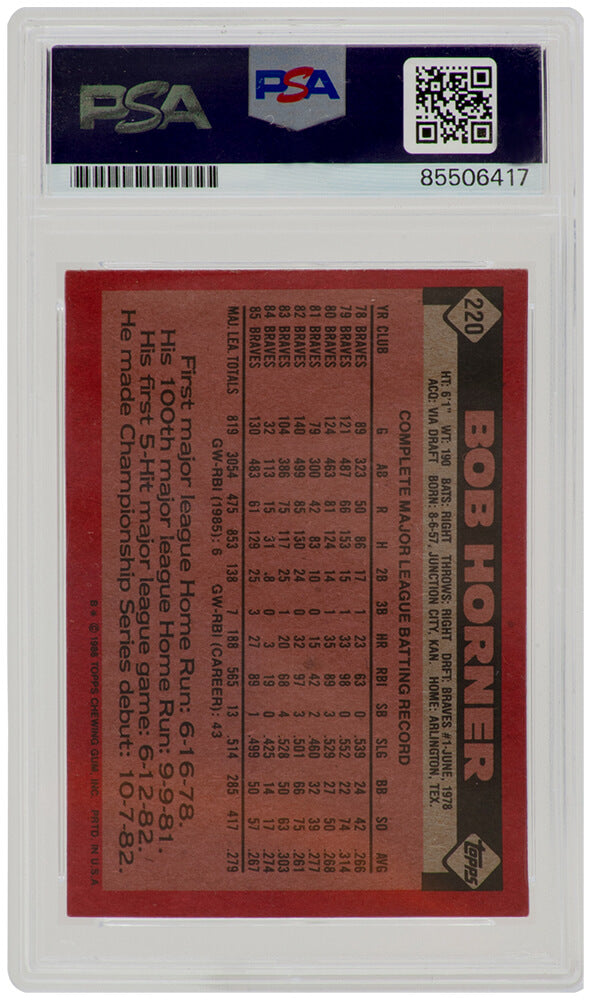 PSA
PSA
85506417
220
BOB HORNER
topps
HT: 6'1" WT: 190 BATS: RIGHT THROWS: RIGHT DRFT: BRAVES #1-JUNE, 1978
ACQ: VIA DRAFT BORN: 8-6-57, JUNCTION CITY, KAN. HOME: ARLINGTON, TEX.
COMPLETE MAJOR LEAGUE BATTING RECORD
YR CLUB G AB R H 2B 3B HR RBI SB SLG BB SO AVG
78 BRAVES 89 323 50 86 17 1 23 63 0 .539 24 42 .266
79 BRAVES 121 487 66 153 15 1 33 98 0 .552 22 74 .314
80 BRAVES 124 463 81 124 14 1 35 89 3 .529 27 50 .268
81 BRAVES 79 300 42 83 10 0 15 42 2 .460 32 39 .277
82 BRAVES 140 499 85 130 24 0 32 97 3 .501 66 75 .261
83 BRAVES 104 386 75 117 25 1 20 68 4 .528 50 63 .303
84 BRAVES 32 113 15 31 8 0 3 19 0 .425 14 17 .274
85 BRAVES 130 483 61 129 25 3 27 89 1 .499 50 57 .267
MAJ. LEA. TOTALS 819 3054 475 853 138 7 188 565 13 .514 285 417 .279
GW-RBI (1985): 6 GW-RBI (CAREER): 43
First major league Home Run: 6-16-78.
His 100th major league Home Run: 9-9-81.
His first 5-Hit major league game: 6-12-82.
He made Championship Series debut: 10-7-82.
B* © 1986 TOPPS CHEWING GUM, INC. PRTD. IN U.S.A.